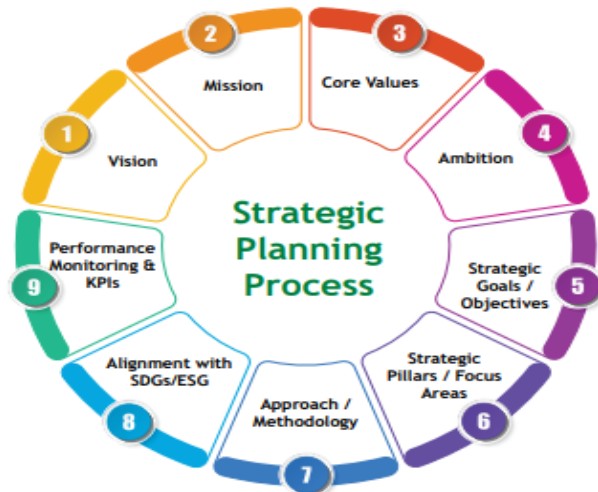 Strategic
Planning
Process
1
Vision
2
Mission
3
Core Values
4
Ambition
5
Strategic
Goals /
Objectives
6
Strategic
Pillars / Focus
Areas
7
Approach /
Methodology
8
Alignment with
SDGs/ESG
9
Performance
Monitoring &
KPIs